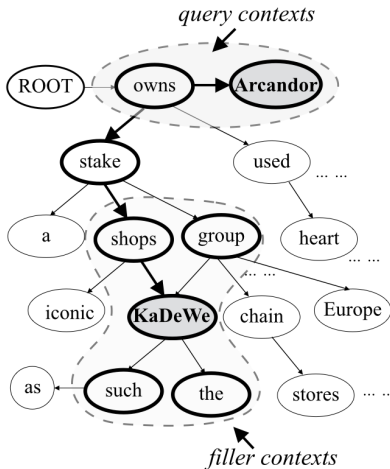 query contexts
ROOT owns Arcandor
stake used ... ...
a shops group heart ... ...
... ...
iconic KaDeWe chain Europe
as such the stores ... ...
filler contexts